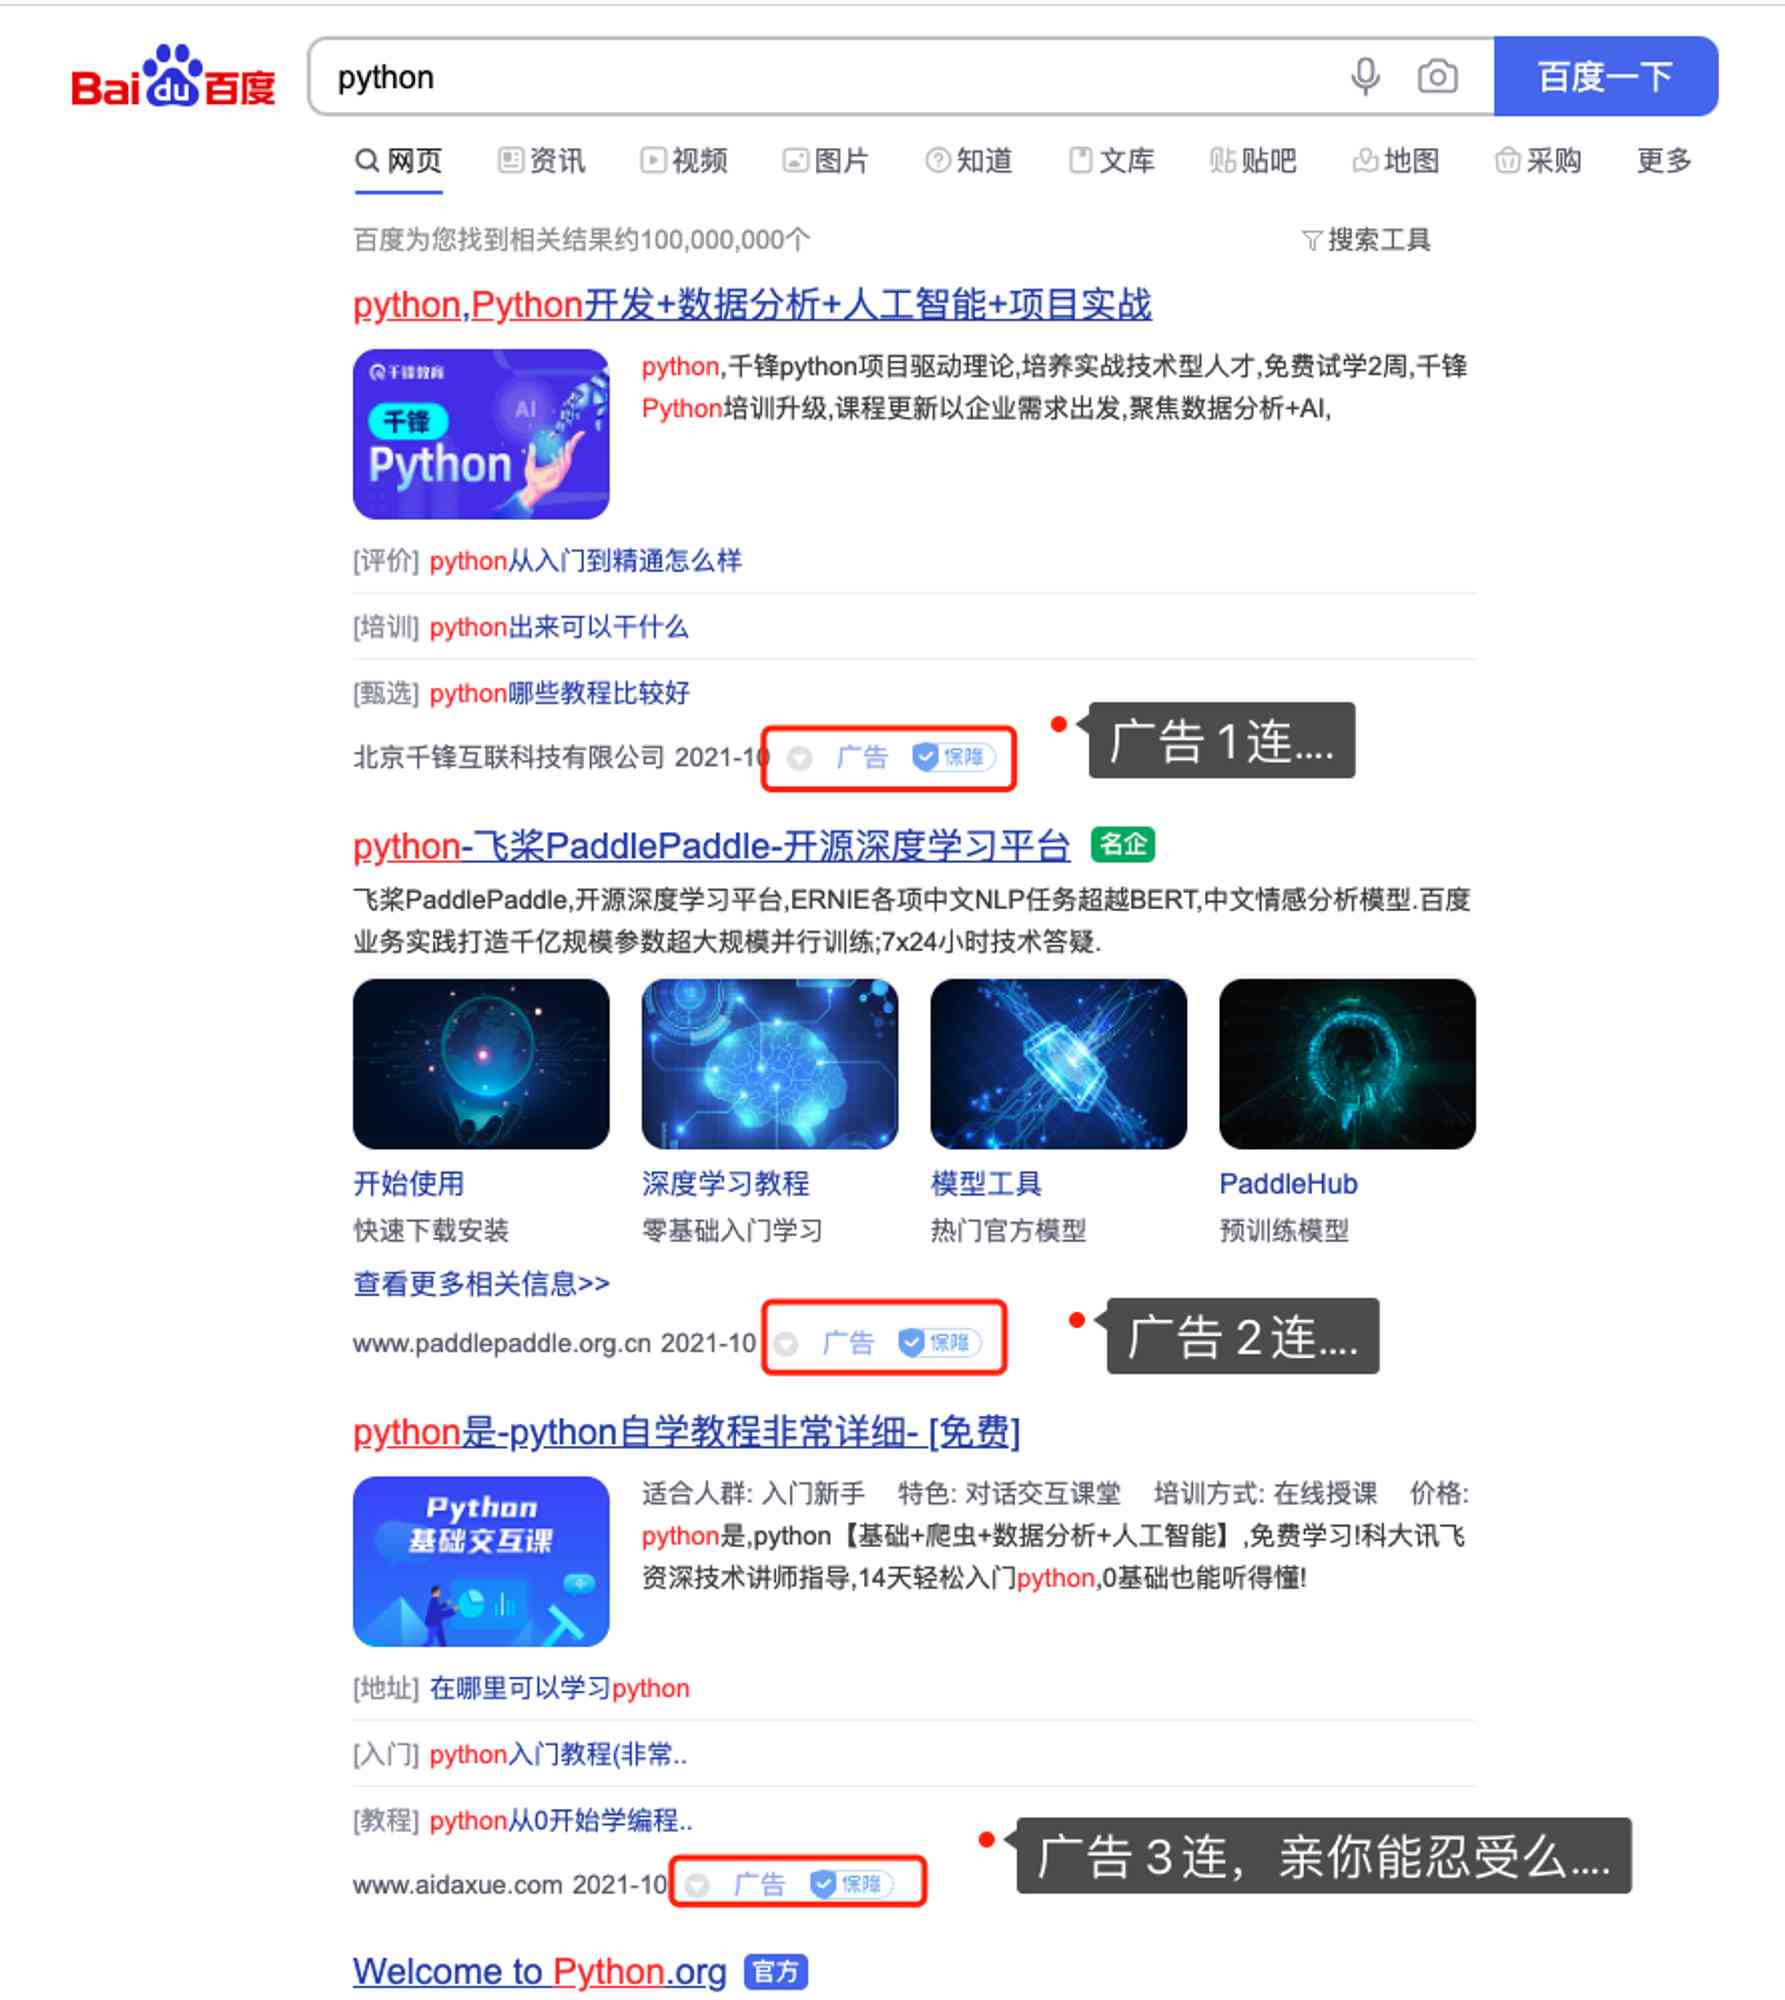 Bai du 百度
python
百度一下
网页 资讯 视频 图片 知道 文库 贴吧 地图 采购 更多
百度为您找到相关结果约100,000,000个 搜索工具
python,Python开发+数据分析+人工智能+项目实战
千锋教育
AI
千锋
Python
python,千锋python项目驱动理论,培养实战技术型人才,免费试学2周,千锋
Python培训升级,课程更新以企业需求出发,聚焦数据分析+AI,
[评价] python从入门到精通怎么样
[培训] python出来可以干什么
[甄选] python哪些教程比较好
北京千锋互联科技有限公司 2021-10 广告 保障
广告 1 连....
python-飞桨PaddlePaddle-开源深度学习平台 名企
飞桨PaddlePaddle,开源深度学习平台,ERNIE各项中文NLP任务超越BERT,中文情感分析模型.百度
业务实践打造千亿规模参数超大规模并行训练;7x24小时技术答疑.
开始使用 深度学习教程 模型工具 PaddleHub
快速下载安装 零基础入门学习 热门官方模型 预训练模型
查看更多相关信息>>
www.paddlepaddle.org.cn 2021-10 广告 保障
广告 2 连....
python是-python自学教程非常详细- [免费]
Python
基础交互课
适合人群: 入门新手 特色: 对话交互课堂 培训方式: 在线授课 价格:
python是,python【基础+爬虫+数据分析+人工智能】,免费学习!科大讯飞
资深技术讲师指导,14天轻松入门python,0基础也能听得懂!
[地址] 在哪里可以学习python
[入门] python入门教程(非常..
[教程] python从0开始学编程..
www.aidaxue.com 2021-10 广告 保障
广告 3 连，亲你能忍受么....
Welcome to Python.org 官方